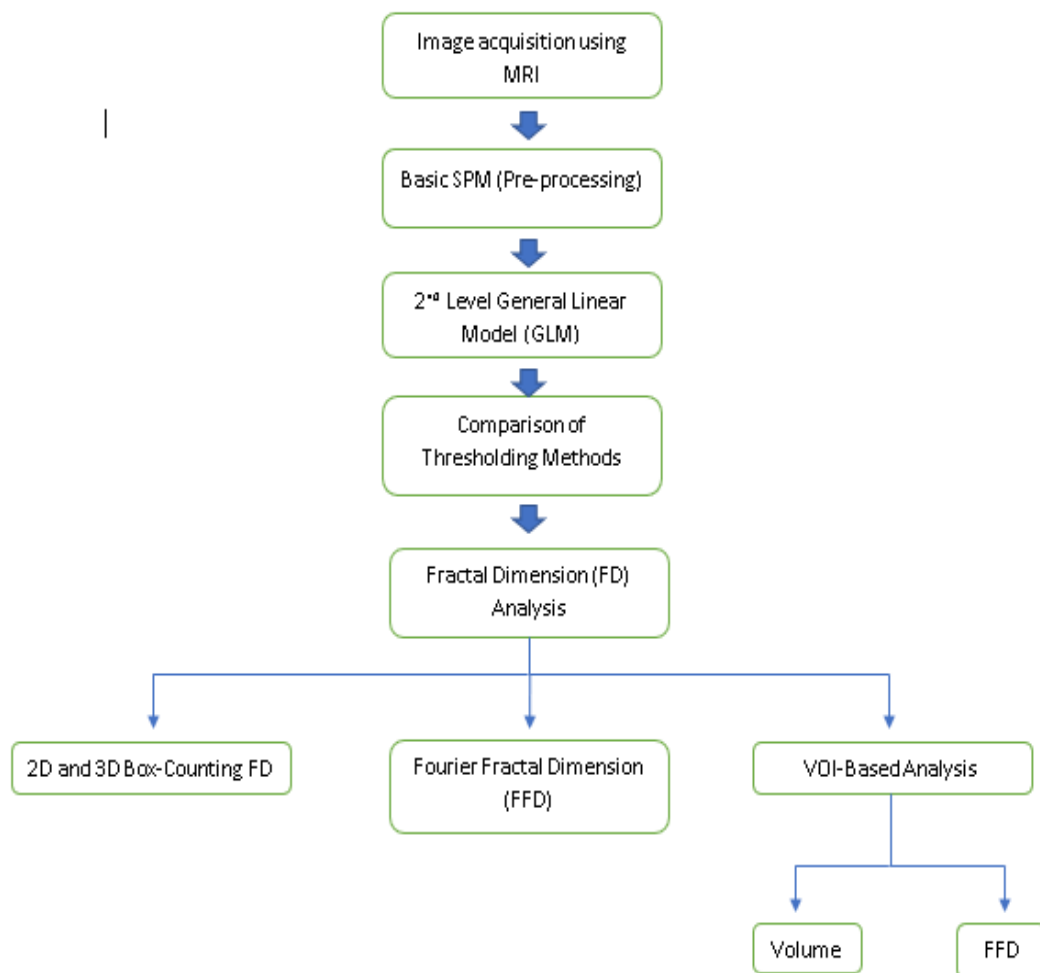 Image acquisition using
MRI
Basic SPM (Pre-processing)
2nd Level General Linear
Model (GLM)
Comparison of
Thresholding Methods
Fractal Dimension (FD)
Analysis
2D and 3D Box-Counting FD
Fourier Fractal Dimension
(FFD)
VOI-Based Analysis
Volume
FFD